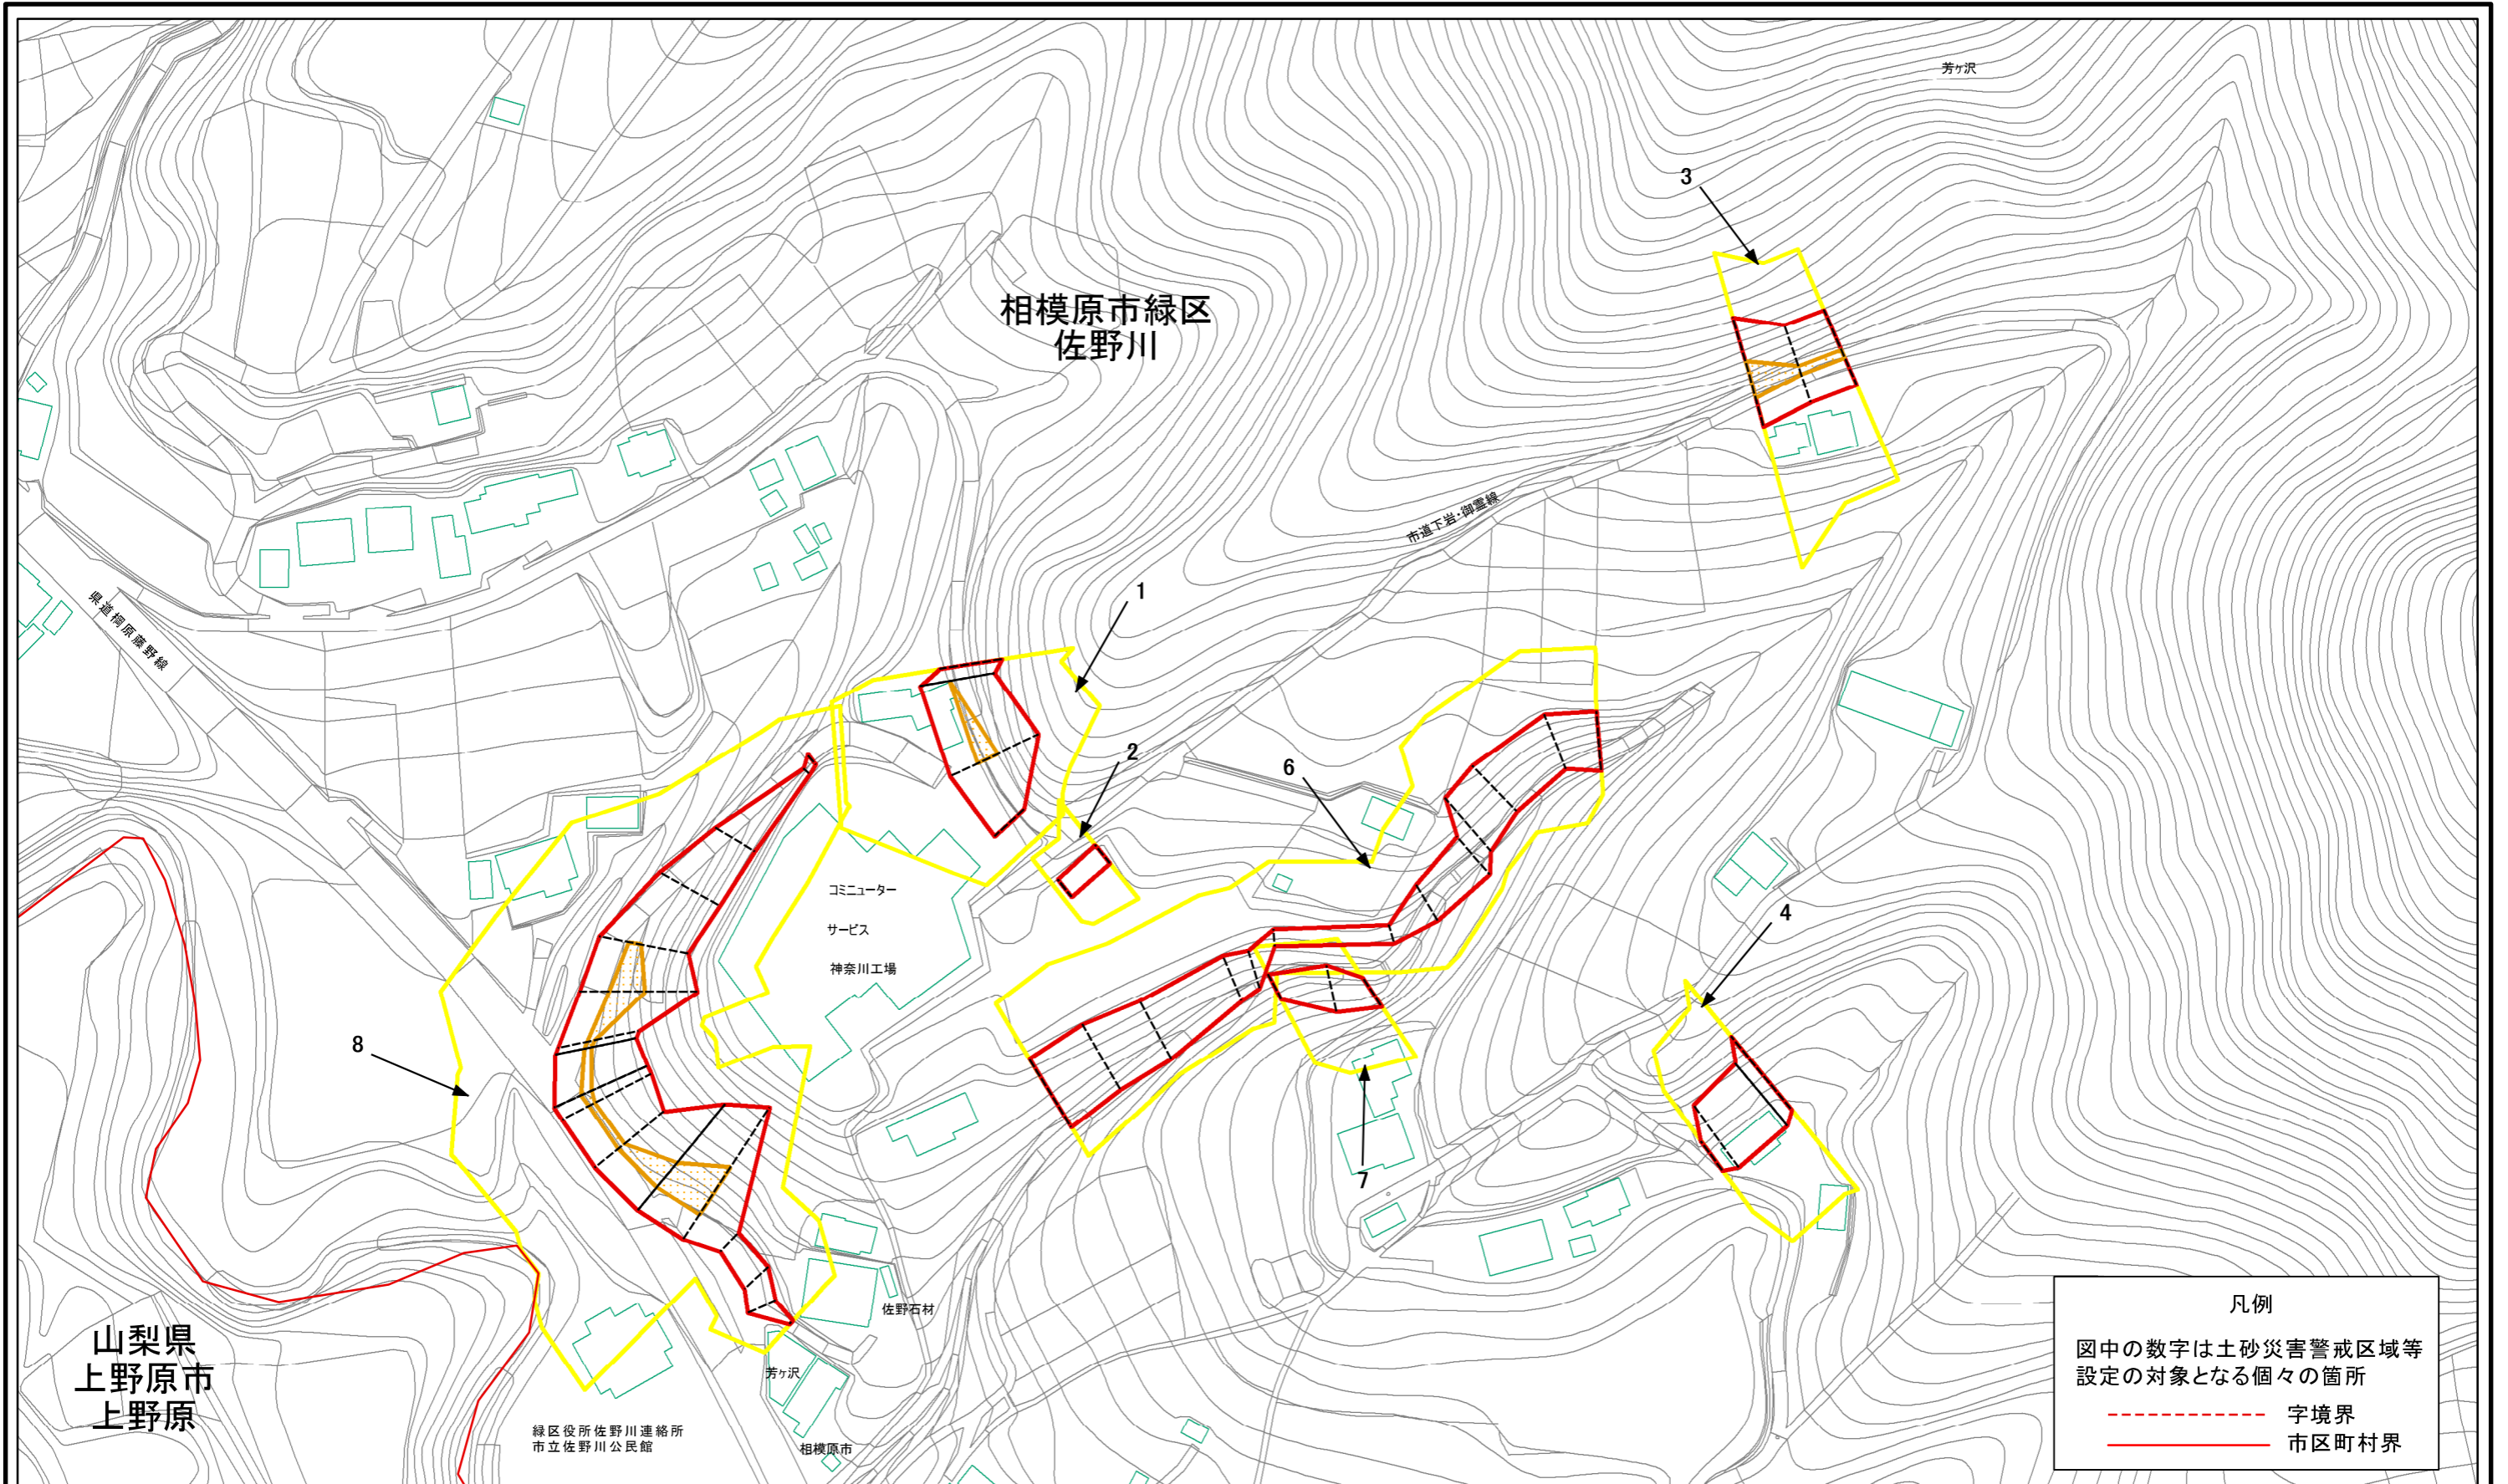 芳ヶ沢
3
相模原市緑区
佐野川
市道下岩・御霊線
1
県道棡原藤野線
2
6
コミニューター
サービス
神奈川工場
4
8
7
佐野石材
芳ヶ沢
山梨県
上野原市
上野原
緑区役所佐野川連絡所
市立佐野川公民館
相模原市
凡例
図中の数字は土砂災害警戒区域等
設定の対象となる個々の箇所
字境界
市区町村界